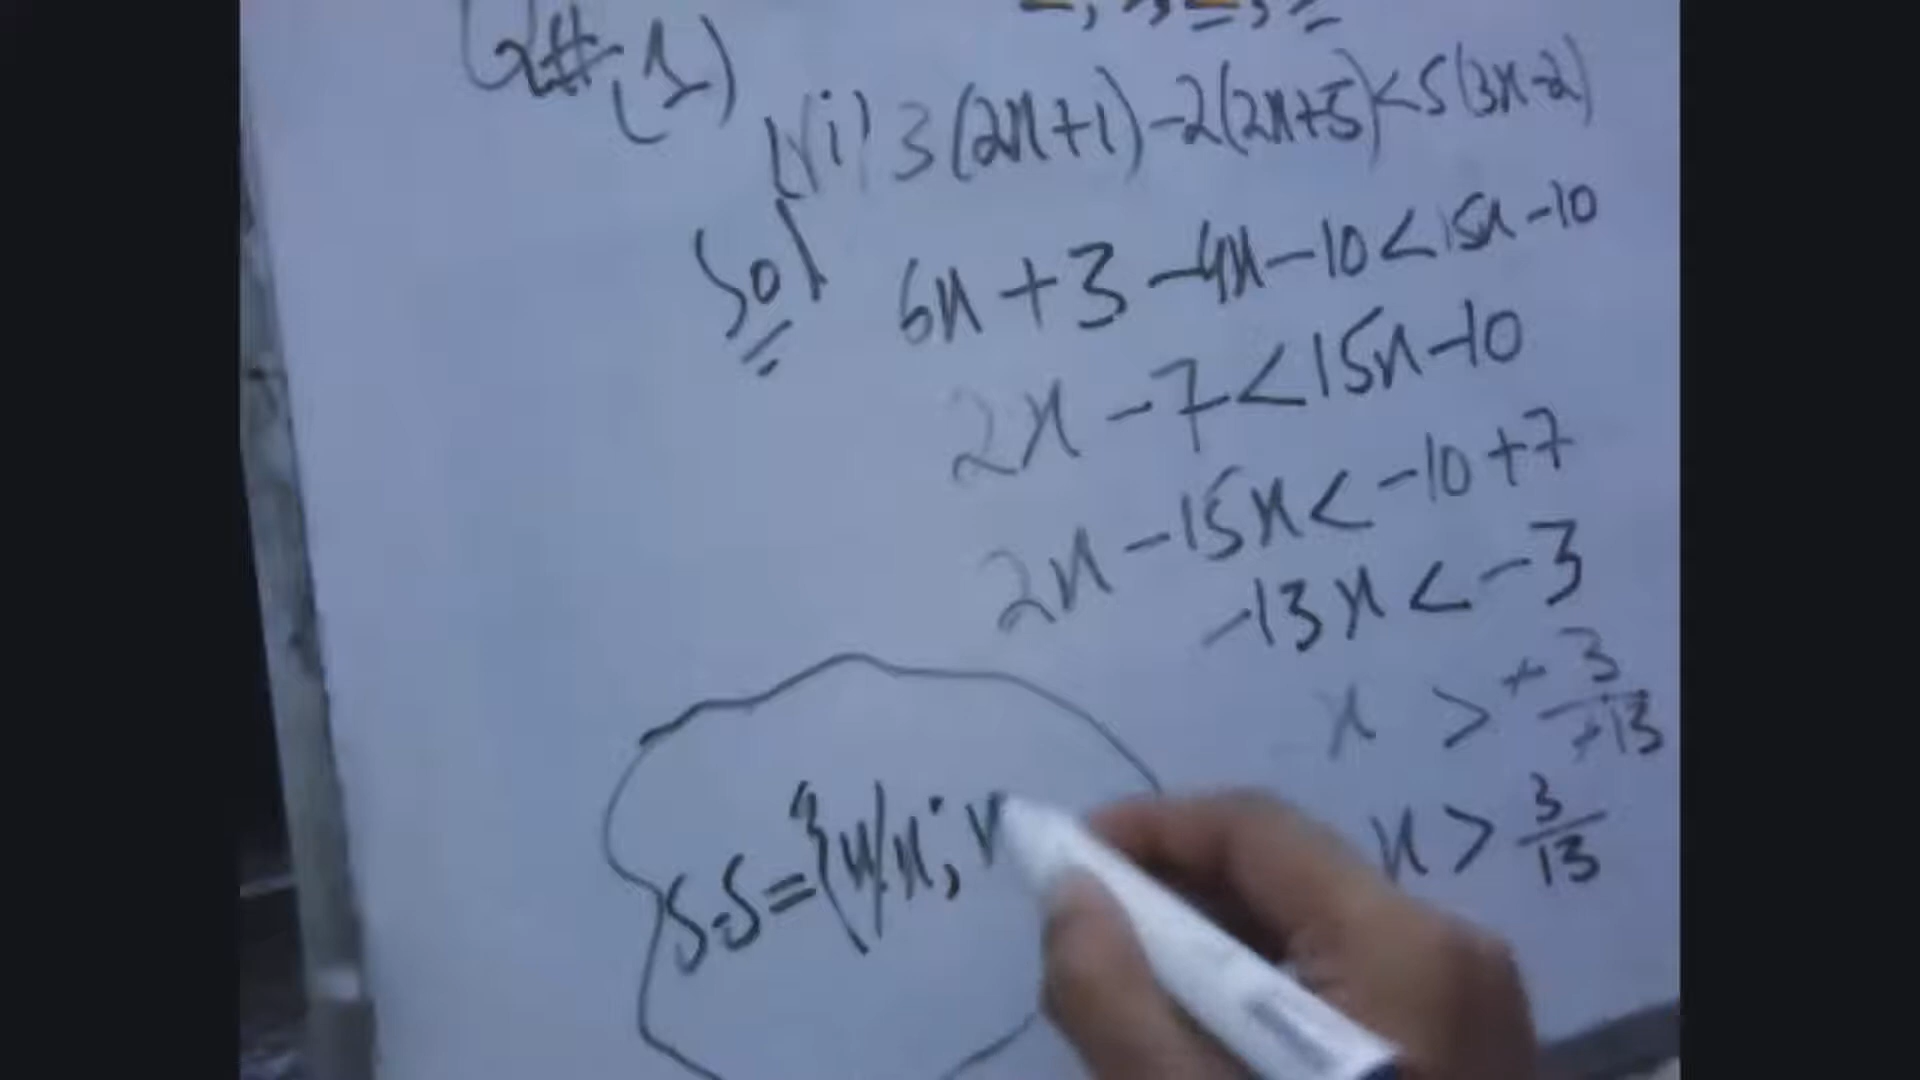 Q#(1)
(vi) 3(2x+1)-2(2x+5)<5(3x-2)
Sol
6x+3-4x-10<15x-10
2x-7<15x-10
2x-15x<-10+7
-13x<-3
x > +3/+13
x > 3/13
S.S={x/x;